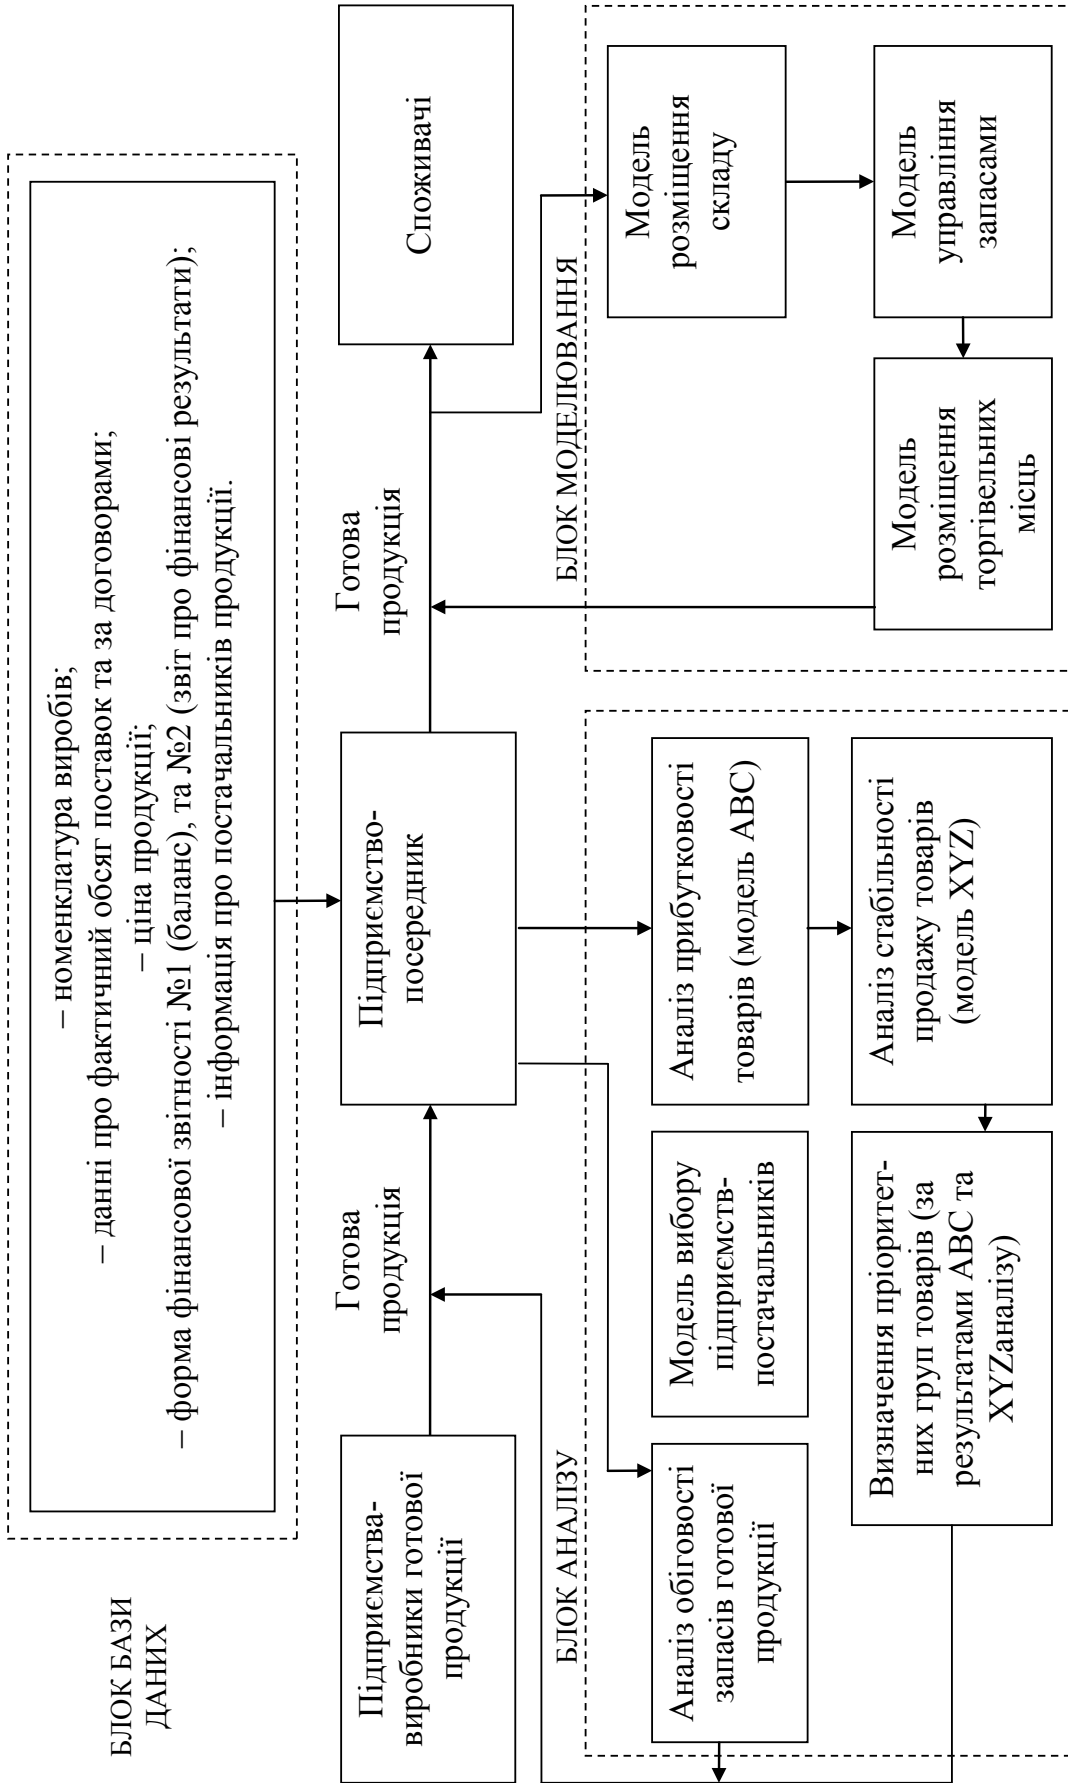 БЛОК БАЗИ
ДАНИХ
– номенклатура виробів;
– данні про фактичний обсяг поставок та за договорами;
– ціна продукції;
– форма фінансової звітності №1 (баланс), та №2 (звіт про фінансові результати);
– інформація про постачальників продукції.
Підприємства-
виробники готової
продукції
Готова
продукція
Підприємство-
посередник
Готова
продукція
Споживачі
БЛОК АНАЛІЗУ
Аналіз обіговості
запасів готової
продукції
Модель вибору
підприємств-
постачальників
Аналіз прибутковості
товарів (модель АВС)
Визначення пріоритет-
них груп товарів (за
результатами АВС та
XYZаналізу)
Аналіз стабільності
продажу товарів
(модель XYZ)
БЛОК МОДЕЛЮВАННЯ
Модель
розміщення
складу
Модель
розміщення
торгівельних
місць
Модель
управління
запасами